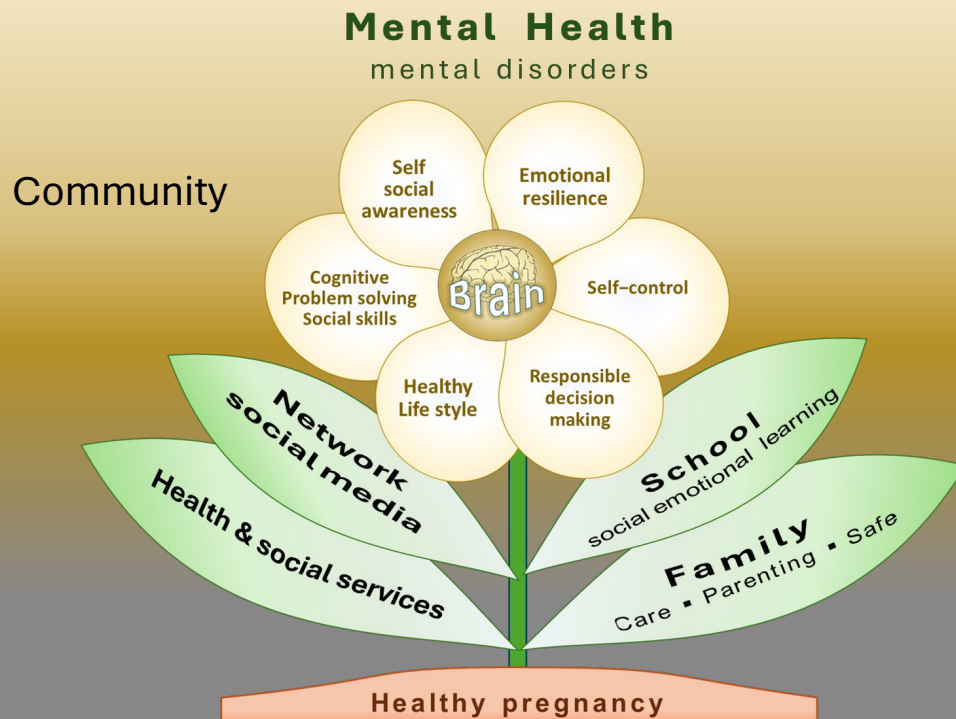 Mental Health
mental disorders
Community
Self
social
awareness
Emotional
resilience
Cognitive
Problem solving
Social skills
Brain
Self–control
Healthy
Life style
Responsible
decision
making
Network
social media
School
social emotional learning
Health & social services
Family
Care ▪ Parenting ▪ Safe
Healthy pregnancy